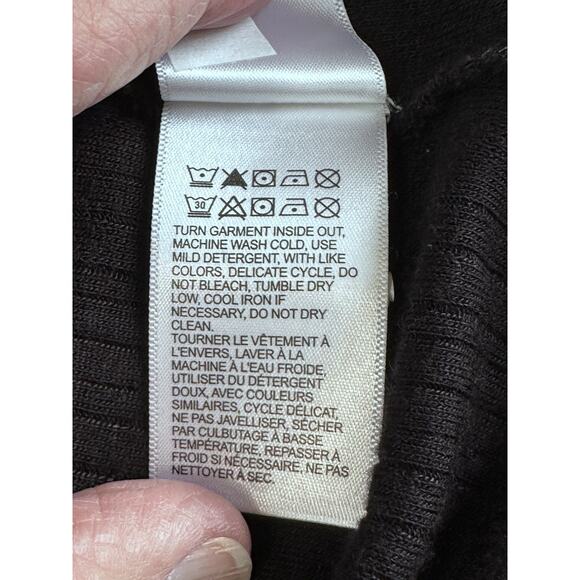 30
TURN GARMENT INSIDE OUT,
MACHINE WASH COLD, USE
MILD DETERGENT, WITH LIKE
COLORS, DELICATE CYCLE, DO
NOT BLEACH, TUMBLE DRY
LOW, COOL IRON IF
NECESSARY, DO NOT DRY
CLEAN.
TOURNER LE VÊTEMENT À
L'ENVERS, LAVER À LA
MACHINE À L'EAU FROIDE,
UTILISER DU DÉTERGENT
DOUX, AVEC COULEURS
SIMILAIRES, CYCLE DÉLICAT,
NE PAS JAVELLISER, SÉCHER
PAR CULBUTAGE À BASSE
TEMPÉRATURE, REPASSER À
FROID SI NÉCESSAIRE, NE PAS
NETTOYER À SEC.